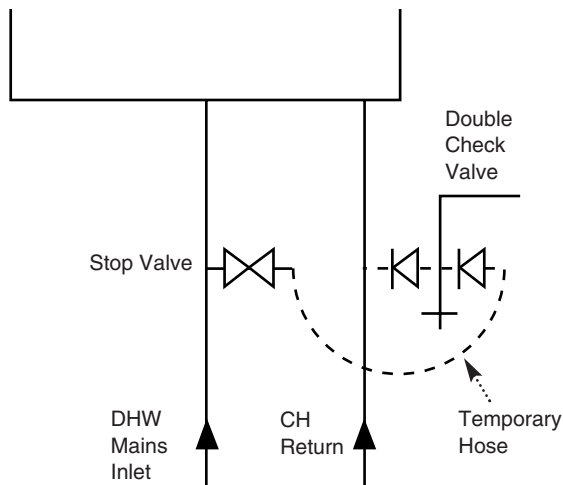 Double
Check
Valve
Stop Valve
DHW
Mains
Inlet
CH
Return
Temporary
Hose